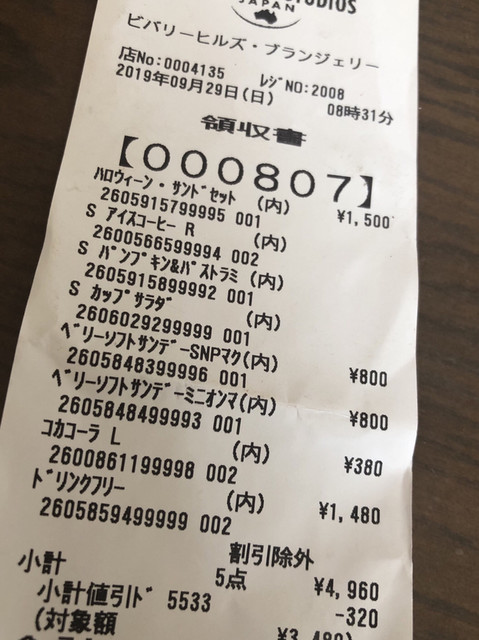 STUDIOS
JAPAN
ビバリーヒルズ・ブランジェリー
店No:0004135 レジNO:2008
2019年09月29日(日) 08時31分
領収書
【000807】
ハロウィーン・サンドセット (内) ¥1,500
2605915799995 001
S アイスコーヒー R (内)
2600566599994 002
S パンプキン&パストラミ (内)
2605915899992 001
S カップサラダ (内)
2606029299999 001
ベリーソフトサンデーSNPマク(内) ¥800
2605848399996 001
ベリーソフトサンデーミニオンマ(内) ¥800
2605848499993 001
コカコーラ L (内) ¥380
2600861199998 002
ドリンクフリー (内) ¥1,480
2605859499999 002
割引除外
小計 5点 ¥4,960
小計値引ド 5533 -320
(対象額 ¥3,480)